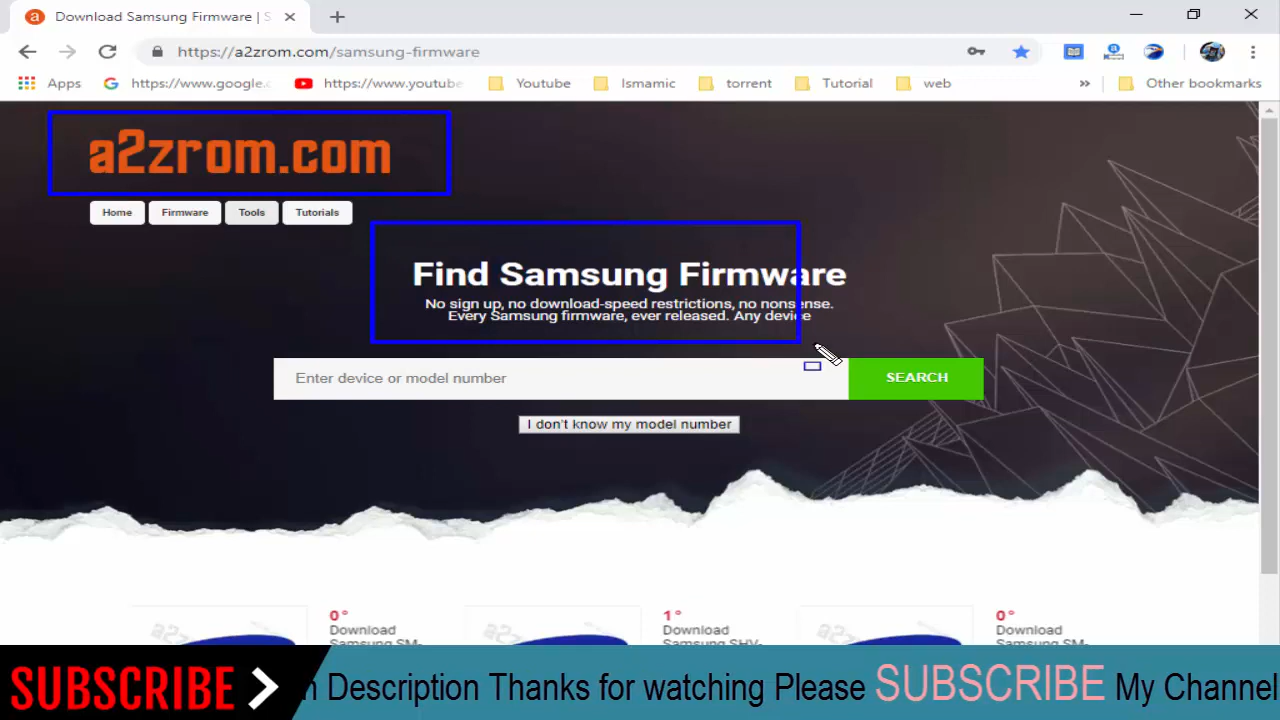 Download Samsung Firmware | S
https://a2zrom.com/samsung-firmware
Apps
https://www.google.c
https://www.youtube
Youtube
Ismamic
torrent
Tutorial
web
»
Other bookmarks
a2zrom.com
Home
Firmware
Tools
Tutorials
Find Samsung Firmware
No sign up, no download-speed restrictions, no nonsense.
Every Samsung firmware, ever released. Any device
Enter device or model number
SEARCH
I don't know my model number
0°
Download
Samsung SM-
1°
Download
Samsung SHV-
0°
Download
Samsung SM-
SUBSCRIBE
n Description Thanks for watching Please SUBSCRIBE My Channel